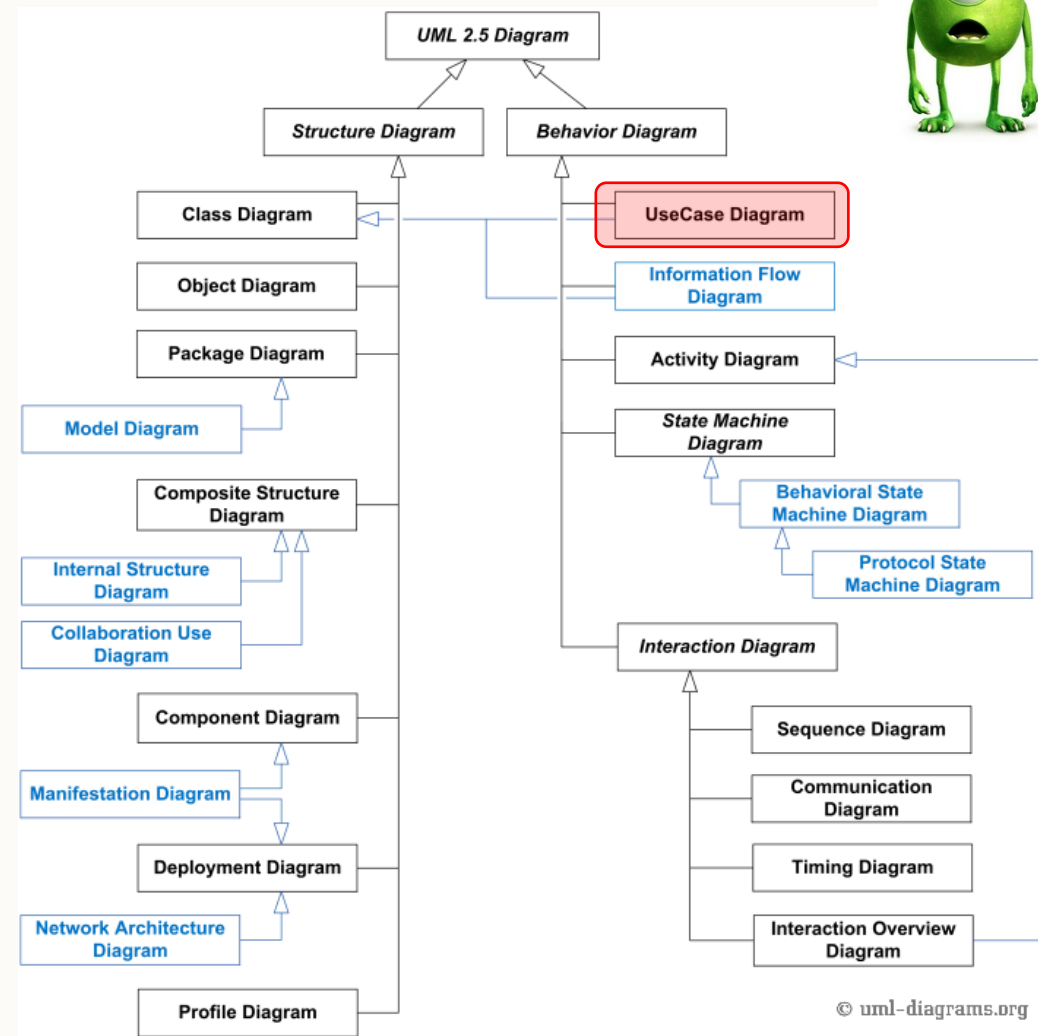 UML 2.5 Diagram
Structure Diagram
Behavior Diagram
Class Diagram
UseCase Diagram
Object Diagram
Information Flow
Diagram
Package Diagram
Activity Diagram
Model Diagram
State Machine
Diagram
Composite Structure
Diagram
Behavioral State
Machine Diagram
Internal Structure
Diagram
Protocol State
Machine Diagram
Collaboration Use
Diagram
Interaction Diagram
Component Diagram
Sequence Diagram
Manifestation Diagram
Communication
Diagram
Deployment Diagram
Timing Diagram
Network Architecture
Diagram
Interaction Overview
Diagram
Profile Diagram
© uml-diagrams.org